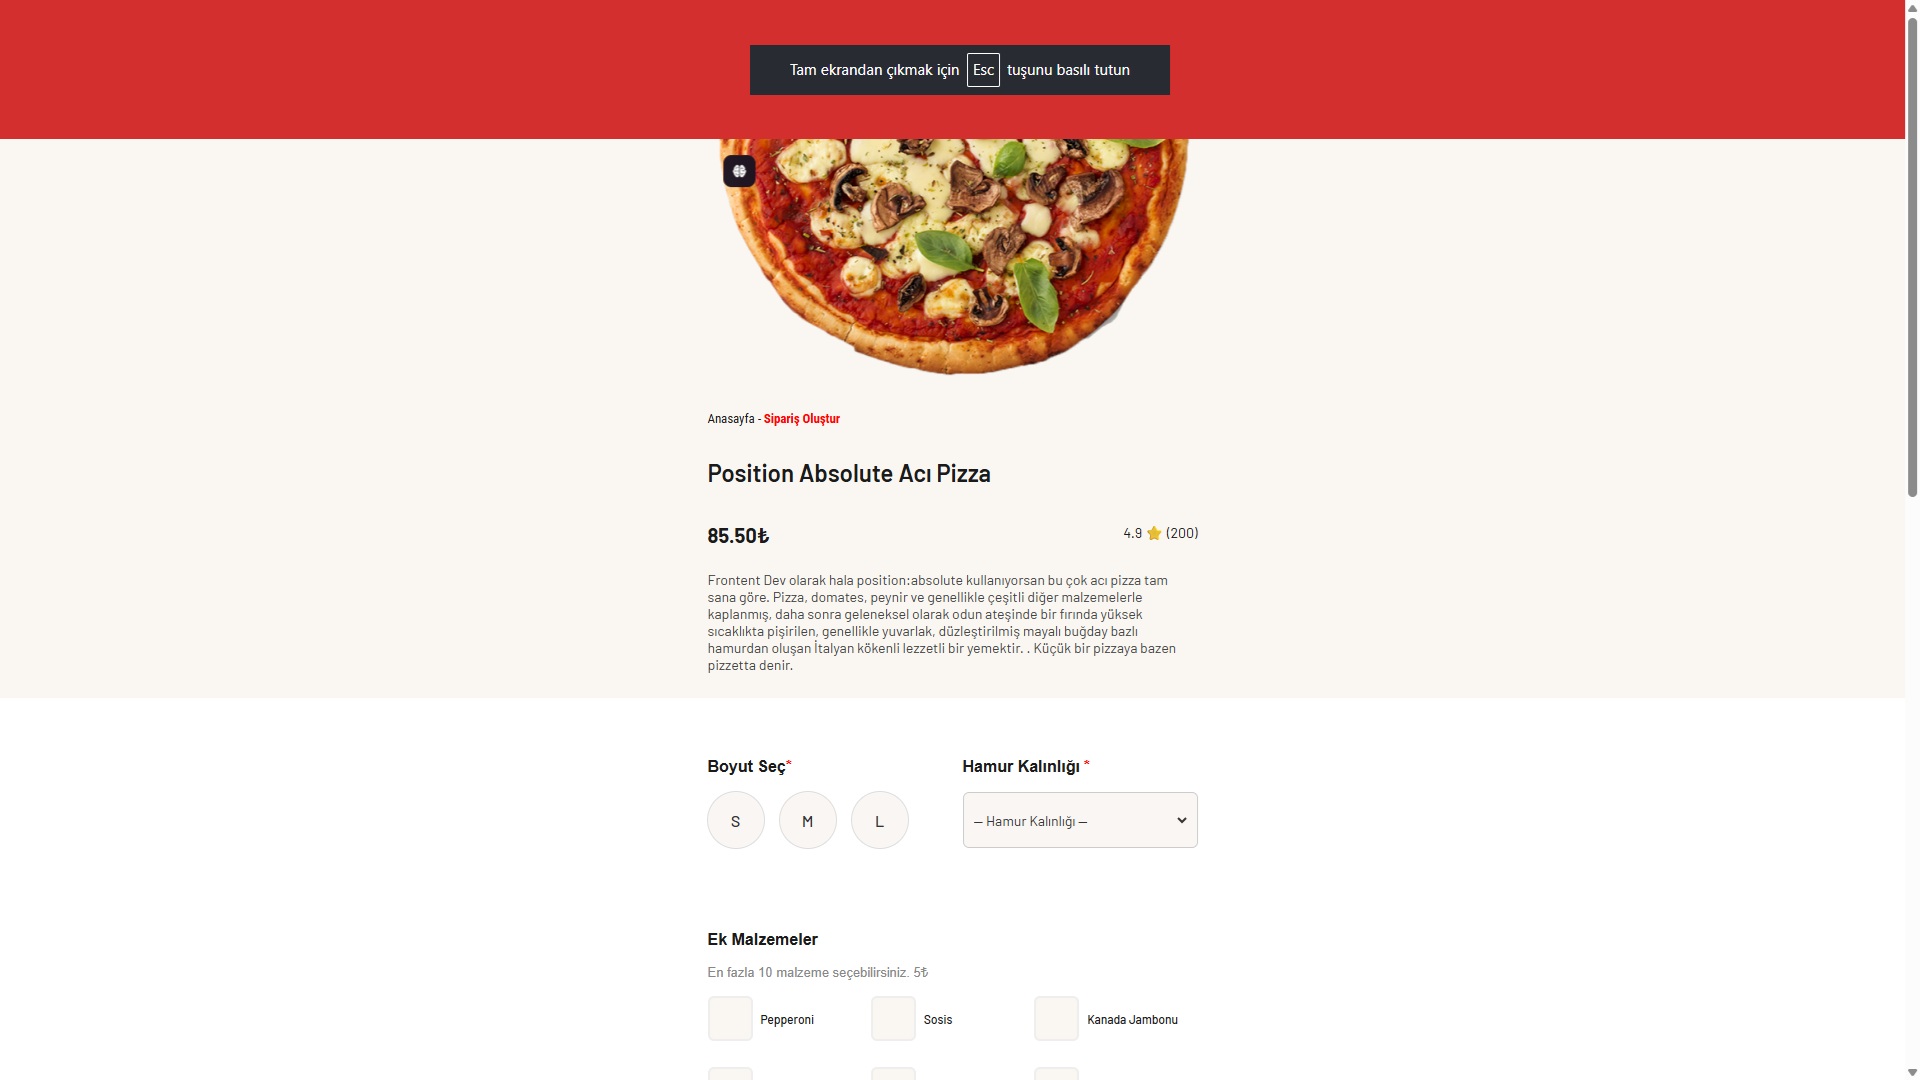 Tam ekrandan çıkmak için Esc tuşunu basılı tutun
Anasayfa - Sipariş Oluştur
Position Absolute Acı Pizza
85.50₺
4.9 (200)
Frontent Dev olarak hala position:absolute kullanıyorsan bu çok acı pizza tam
sana göre. Pizza, domates, peynir ve genellikle çeşitli diğer malzemelerle
kaplanmış, daha sonra geleneksel olarak odun ateşinde bir fırında yüksek
sıcaklıkta pişirilen, genellikle yuvarlak, düzleştirilmiş mayalı buğday bazlı
hamurdan oluşan İtalyan kökenli lezzetli bir yemektir. . Küçük bir pizzaya bazen
pizzetta denir.
Boyut Seç*
Hamur Kalınlığı *
S M L
— Hamur Kalınlığı —
Ek Malzemeler
En fazla 10 malzeme seçebilirsiniz. 5₺
Pepperoni
Sosis
Kanada Jambonu